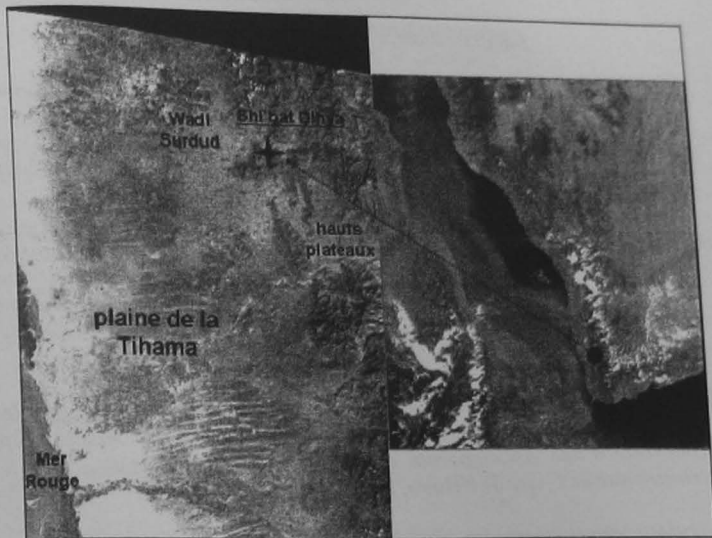 Wadi
Surdud
Shi'bat Dihya
hauts
plateaux
plaine de la
Tihama
Mer
Rouge